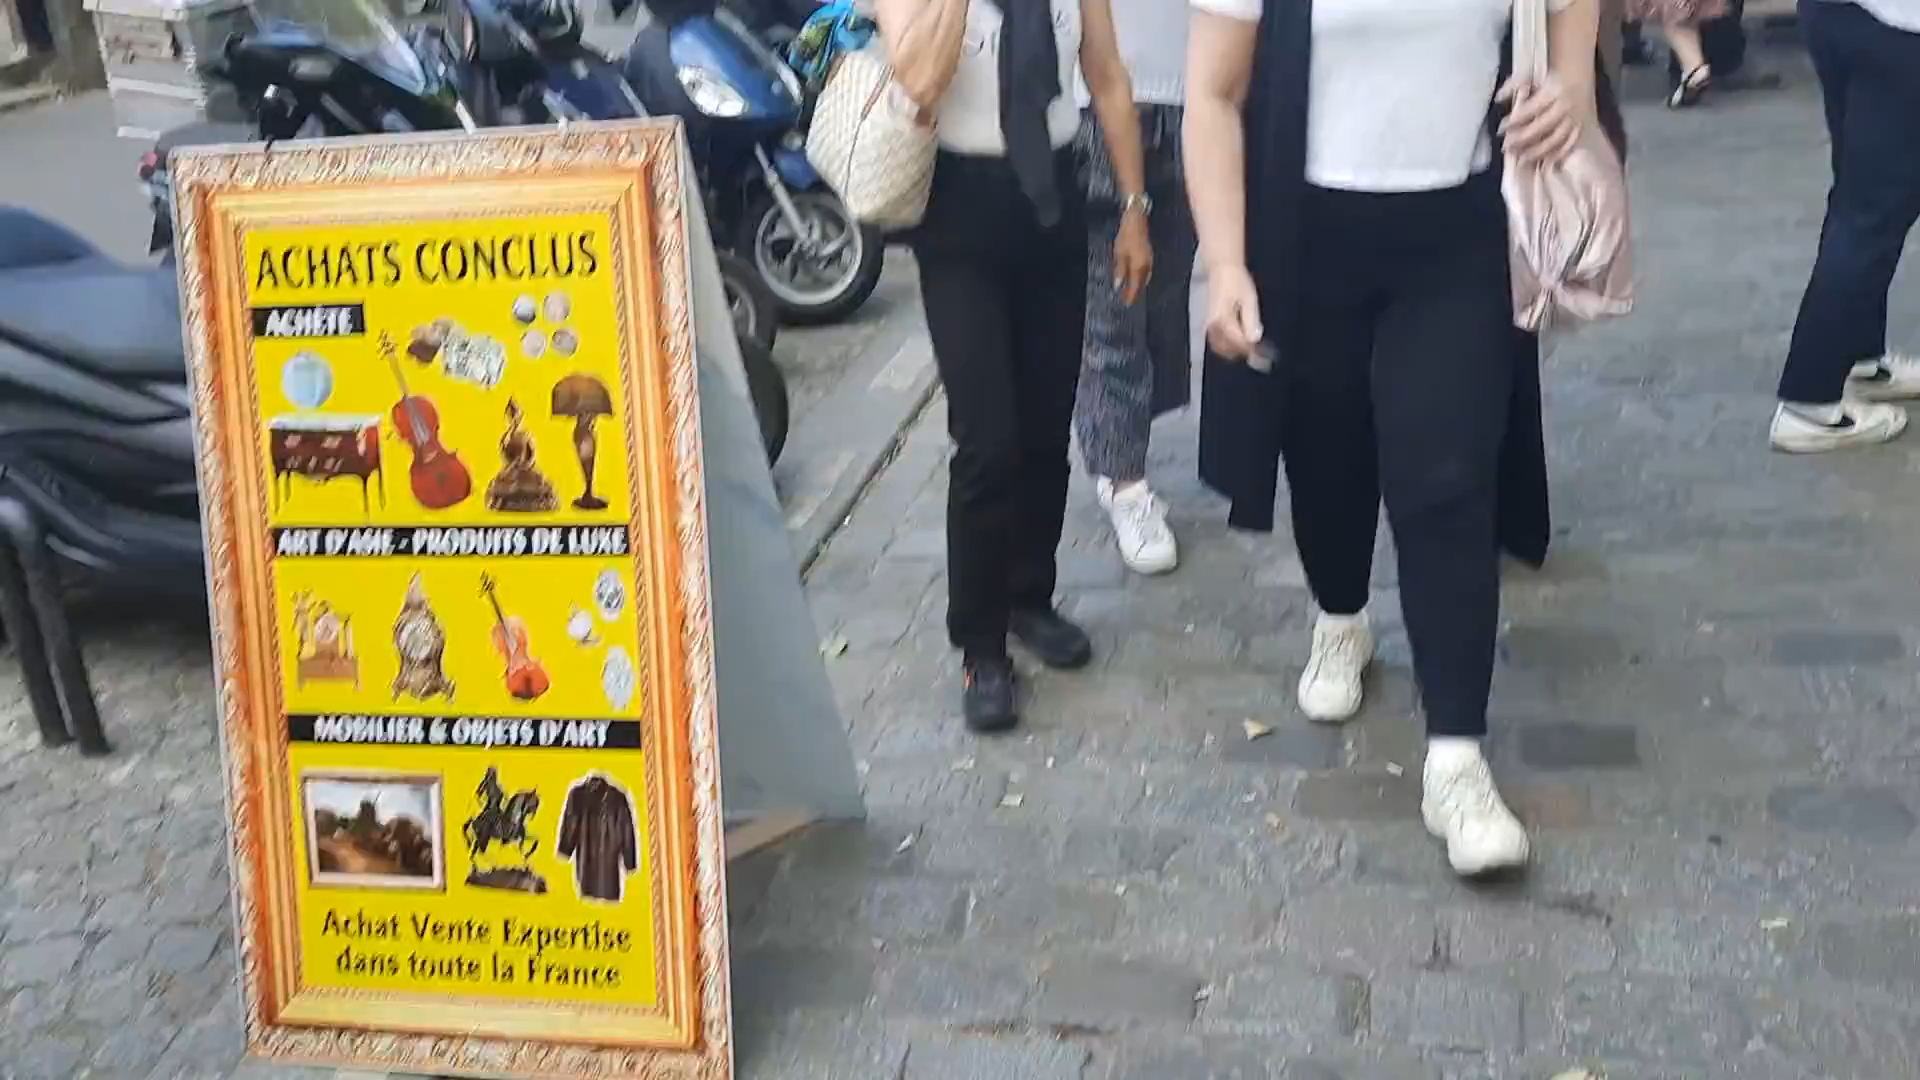 ACHATS CONCLUS
ACHÈTE
ART D'ASIE - PRODUITS DE LUXE
MOBILIER & OBJETS D'ART
Achat Vente Expertise
dans toute la France